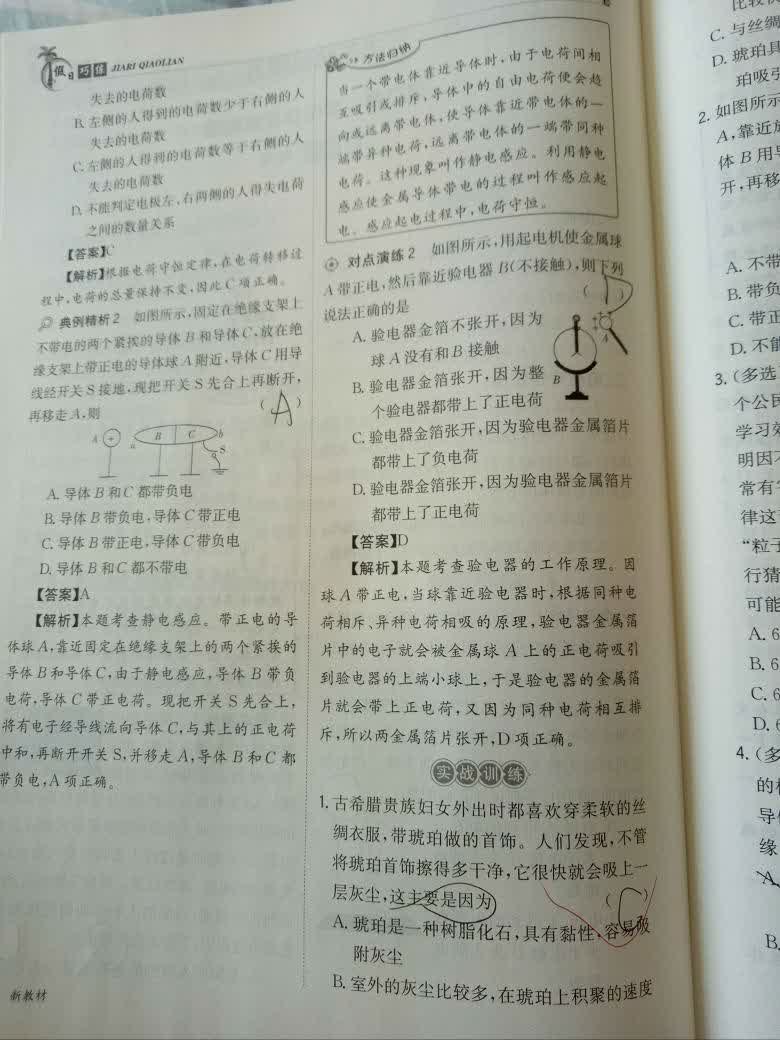 假日 巧练 JIARI QIAOLIAN
失去的电荷数
B. 左侧的人得到的电荷数少于右侧的人
失去的电荷数
C. 左侧的人得到的电荷数等于右侧的人
失去的电荷数
D. 不能判定电极左、右两侧的人得失电荷
之间的数量关系
【答案】C
【解析】根据电荷守恒定律,在电荷转移过
程中,电荷的总量保持不变,因此C项正确。
典例精析2 如图所示,固定在绝缘支架上
不带电的两个紧挨的导体B和导体C,放在绝
缘支架上带正电的导体球A附近,导体C用导
线经开关S接地,现把开关S先合上再断开,
再移走A,则 (A)
A + a B C b S
A. 导体B和C都带负电
B. 导体B带负电,导体C带正电
C. 导体B带正电,导体C带负电
D. 导体B和C都不带电
【答案】A
【解析】本题考查静电感应。带正电的导
体球A,靠近固定在绝缘支架上的两个紧挨的
导体B和导体C,由于静电感应,导体B带负
电荷,导体C带正电荷。现把开关S先合上,
将有电子经导线流向导体C,与其上的正电荷
中和,再断开开关S,并移走A,导体B和C都
带负电,A项正确。
新教材
方法归纳
当一个带电体靠近导体时,由于电荷间相
互吸引或排斥,导体中的自由电荷便会趋
向或远离带电体,使导体靠近带电体的一
端带异种电荷,远离带电体的一端带同种
电荷。这种现象叫作静电感应。利用静电
感应使金属导体带电的过程叫作感应起
电。感应起电过程中,电荷守恒。
对点演练2 如图所示,用起电机使金属球
A带正电,然后靠近验电器B(不接触),则下列
说法正确的是 (D)
A. 验电器金箔不张开,因为
球A没有和B接触
B. 验电器金箔张开,因为整
个验电器都带上了正电荷
A
B
C. 验电器金箔张开,因为验电器金属箔片
都带上了负电荷
D. 验电器金箔张开,因为验电器金属箔片
都带上了正电荷
【答案】D
【解析】本题考查验电器的工作原理。因
球A带正电,当球靠近验电器时,根据同种电
荷相斥、异种电荷相吸的原理,验电器金属箔
片中的电子就会被金属球A上的正电荷吸引
到验电器的上端小球上,于是验电器的金属箔
片就会带上正电荷,又因为同种电荷相互排
斥,所以两金属箔片张开,D项正确。
实战训练
1. 古希腊贵族妇女外出时都喜欢穿柔软的丝
绸衣服,带琥珀做的首饰。人们发现,不管
将琥珀首饰擦得多干净,它很快就会吸上一
层灰尘,这主要是因为 (C)
A. 琥珀是一种树脂化石,具有黏性,容易吸
附灰尘
B. 室外的灰尘比较多,在琥珀上积聚的速度
C. 与丝绸
D. 琥珀具
珀吸引
2. 如图所示
A,靠近
体B用导
开,再移
A. 不带
B. 带负
C. 带正
D. 不能
3. (多选
个公民
学习效
明因不
常有
律这
“粒子
行猜
可能
A. 6
B. 6
C. 6
D. 6
4. (多
的
导
缘
A.
B.